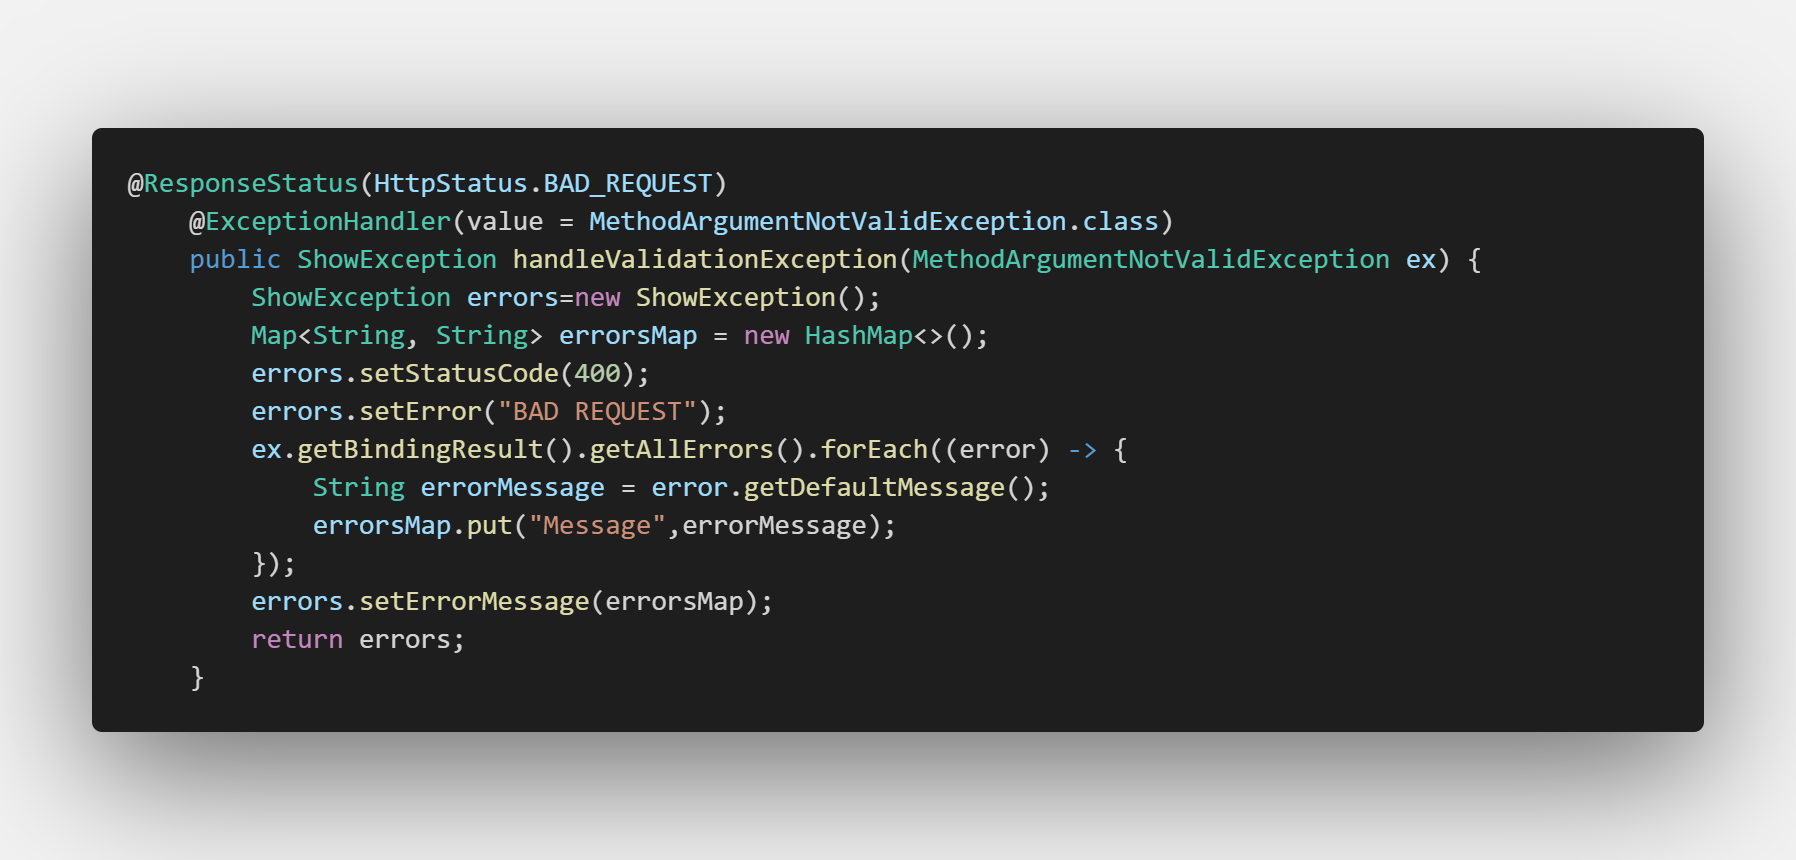 @ResponseStatus(HttpStatus.BAD_REQUEST)
    @ExceptionHandler(value = MethodArgumentNotValidException.class)
    public ShowException handleValidationException(MethodArgumentNotValidException ex) {
        ShowException errors=new ShowException();
        Map<String, String> errorsMap = new HashMap<>();
        errors.setStatusCode(400);
        errors.setError("BAD REQUEST");
        ex.getBindingResult().getAllErrors().forEach((error) -> {
            String errorMessage = error.getDefaultMessage();
            errorsMap.put("Message",errorMessage);
        });
        errors.setErrorMessage(errorsMap);
        return errors;
    }